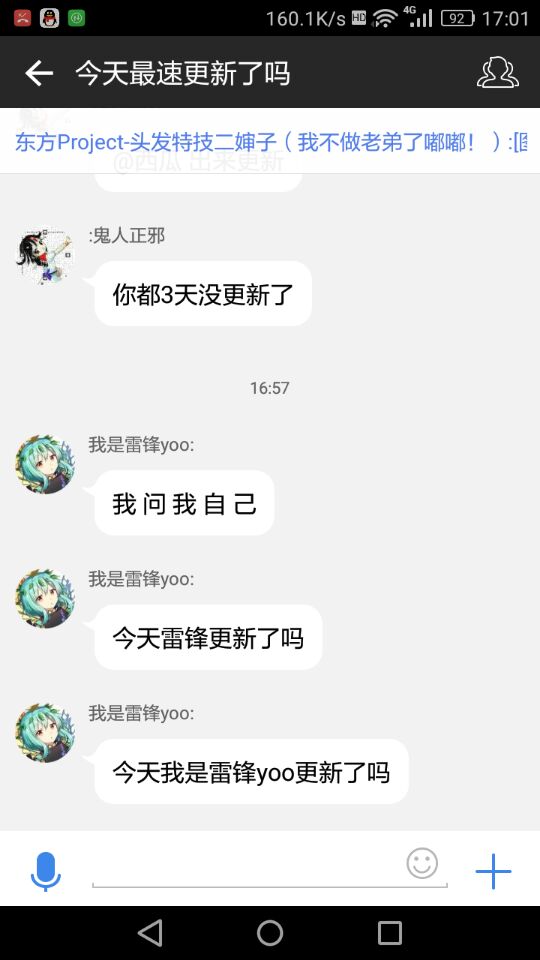 160.1K/s HD 4G 92 17:01
今天最速更新了吗
东方Project-头发特技二婶子（我不做老弟了嘟嘟！）:[图
@西瓜 出来更新
:鬼人正邪
你都3天没更新了
16:57
我是雷锋yoo:
我 问 我 自 己
我是雷锋yoo:
今天雷锋更新了吗
我是雷锋yoo:
今天我是雷锋yoo更新了吗